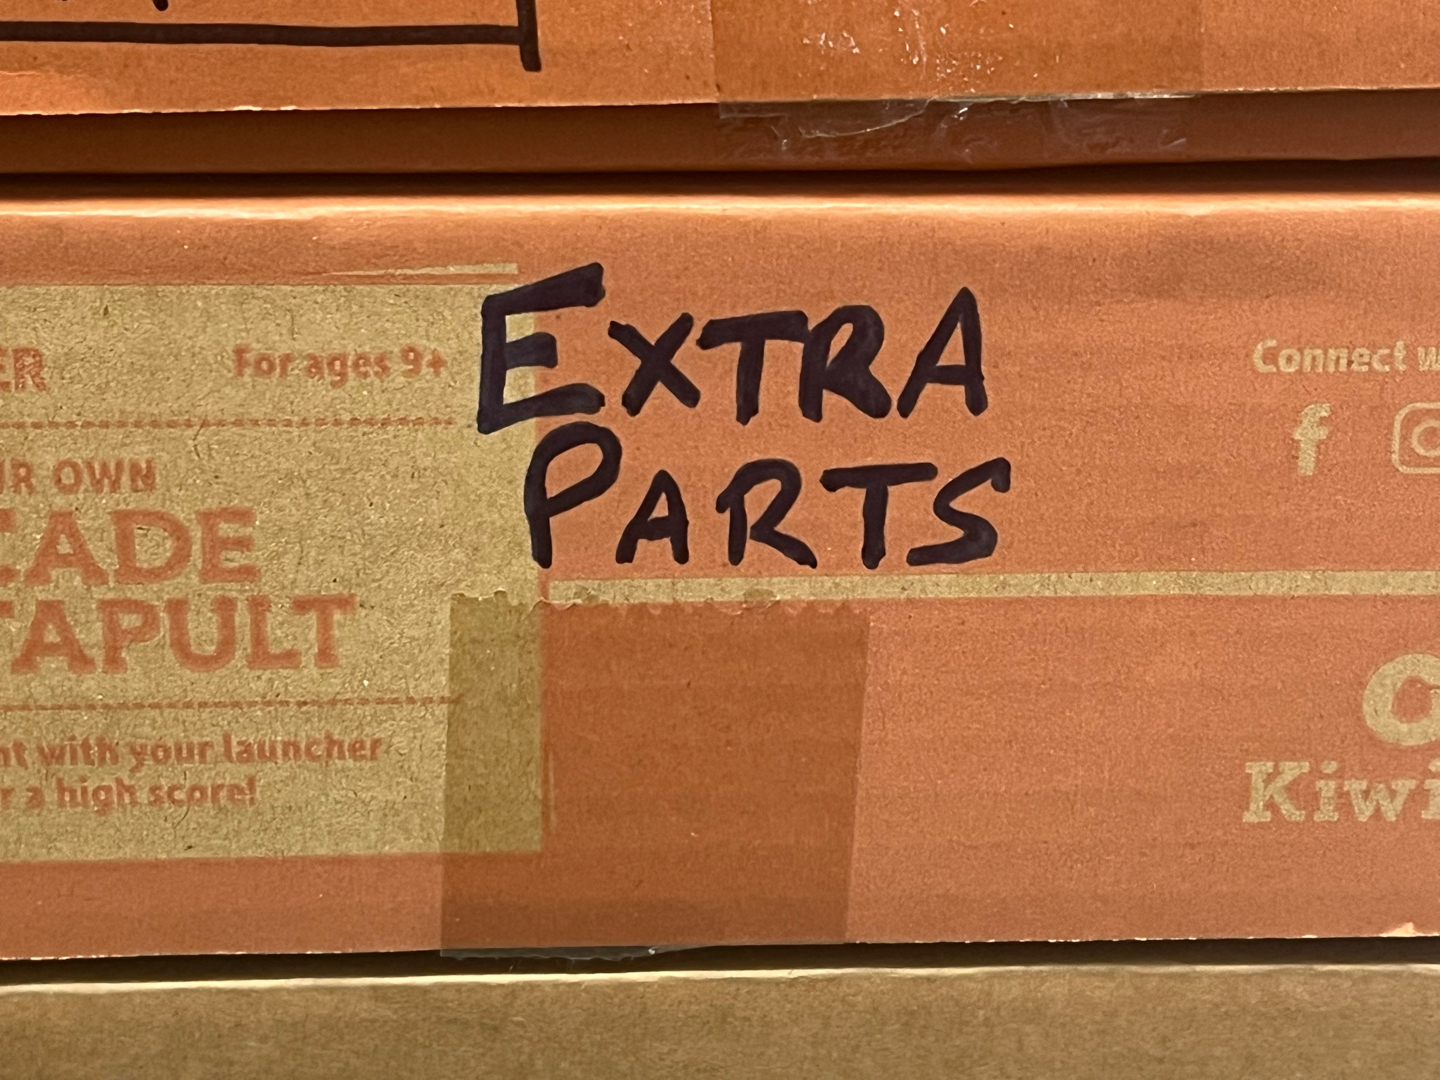 EXTRA
PARTS
ER For ages 9+
UR OWN
CADE
TAPULT
nt with your launcher
r a high score!
Connect w
Kiwi